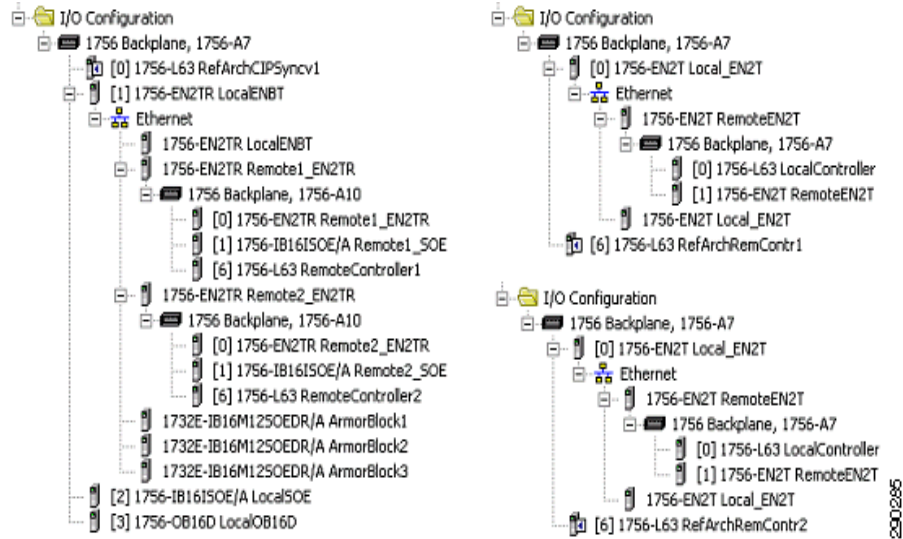 I/O Configuration
1756 Backplane, 1756-A7
[0] 1756-L63 RefArchCIPSyncv1
[1] 1756-EN2TR LocalENBT
Ethernet
1756-EN2TR LocalENBT
1756-EN2TR Remote1_EN2TR
1756 Backplane, 1756-A10
[0] 1756-EN2TR Remote1_EN2TR
[1] 1756-IB16ISOE/A Remote1_SOE
[6] 1756-L63 RemoteController1
1756-EN2TR Remote2_EN2TR
1756 Backplane, 1756-A10
[0] 1756-EN2TR Remote2_EN2TR
[1] 1756-IB16ISOE/A Remote2_SOE
[6] 1756-L63 RemoteController2
1732E-IB16M12SOEDR/A ArmorBlock1
1732E-IB16M12SOEDR/A ArmorBlock2
1732E-IB16M12SOEDR/A ArmorBlock3
[2] 1756-IB16ISOE/A LocalSOE
[3] 1756-OB16D LocalOB16D
I/O Configuration
1756 Backplane, 1756-A7
[0] 1756-EN2T Local_EN2T
Ethernet
1756-EN2T RemoteEN2T
1756 Backplane, 1756-A7
[0] 1756-L63 LocalController
[1] 1756-EN2T RemoteEN2T
1756-EN2T Local_EN2T
[6] 1756-L63 RefArchRemContr1
I/O Configuration
1756 Backplane, 1756-A7
[0] 1756-EN2T Local_EN2T
Ethernet
1756-EN2T RemoteEN2T
1756 Backplane, 1756-A7
[0] 1756-L63 LocalController
[1] 1756-EN2T RemoteEN2T
1756-EN2T Local_EN2T
[6] 1756-L63 RefArchRemContr2
290285